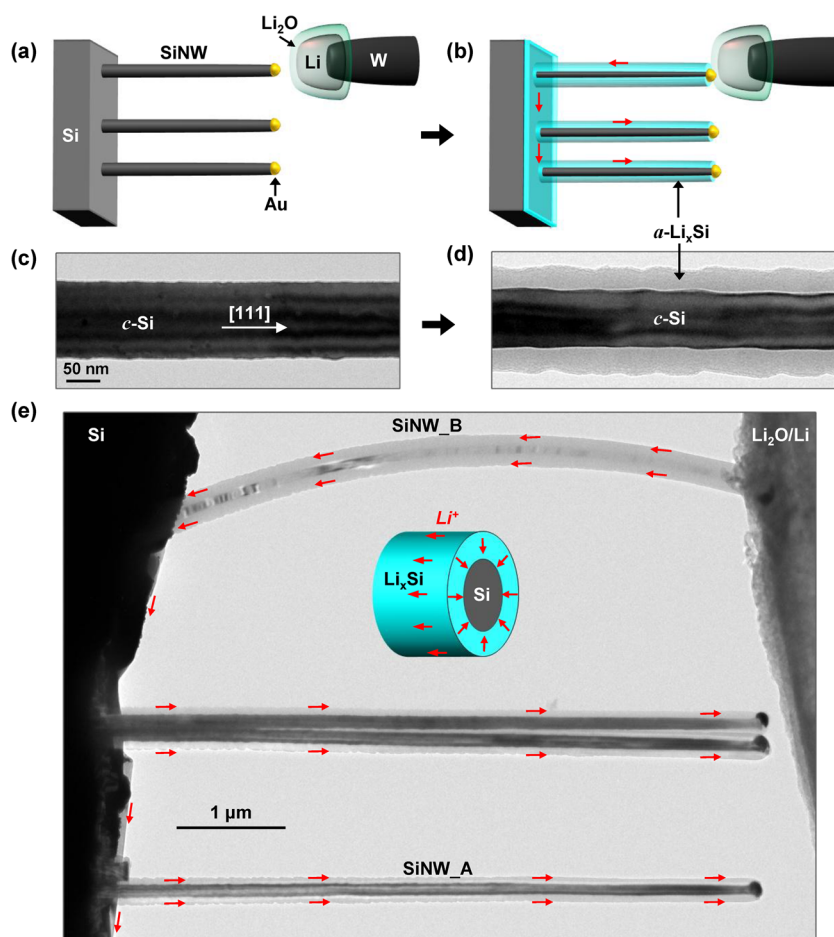 (a)
Li₂O
SiNW
Li
W
Si
Au
(b)
a-LiₓSi
(c)
c-Si
[111]
50 nm
(d)
c-Si
(e)
Si
SiNW_B
Li₂O/Li
Li⁺
LiₓSi
Si
1 μm
SiNW_A